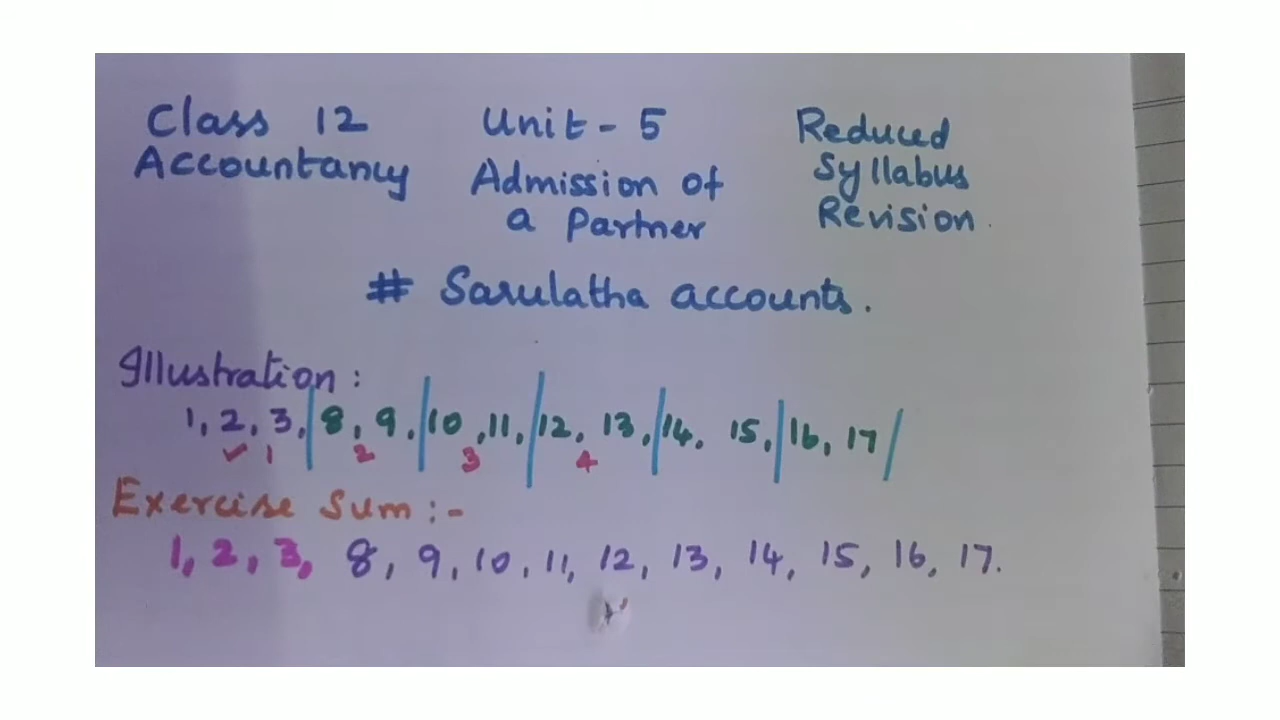 Class 12 Unit - 5 Reduced
Accountancy Admission of Syllabus
a Partner Revision.
# Sarulatha accounts.
Illustration :
1, 2, 3, | 8, 9, | 10, 11, | 12, 13, | 14, 15, | 16, 17 /
✓ 1 2 3 4
Exercise Sum :-
1, 2, 3, 8, 9, 10, 11, 12, 13, 14, 15, 16, 17.